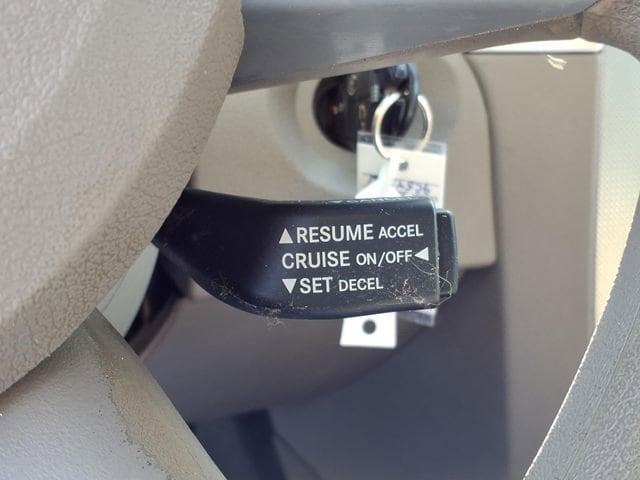 ▲RESUME ACCEL
CRUISE ON/OFF◄
▼SET DECEL